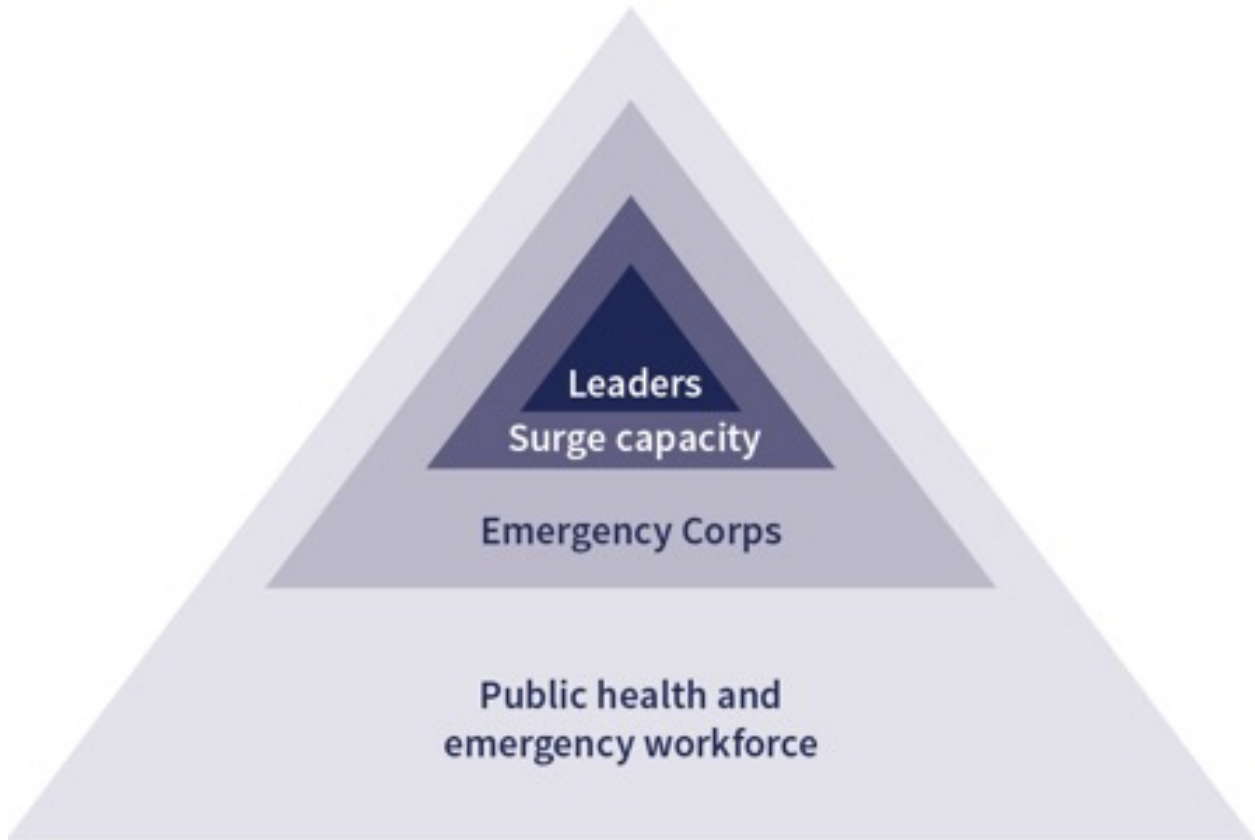 Leaders
Surge capacity
Emergency Corps
Public health and
emergency workforce